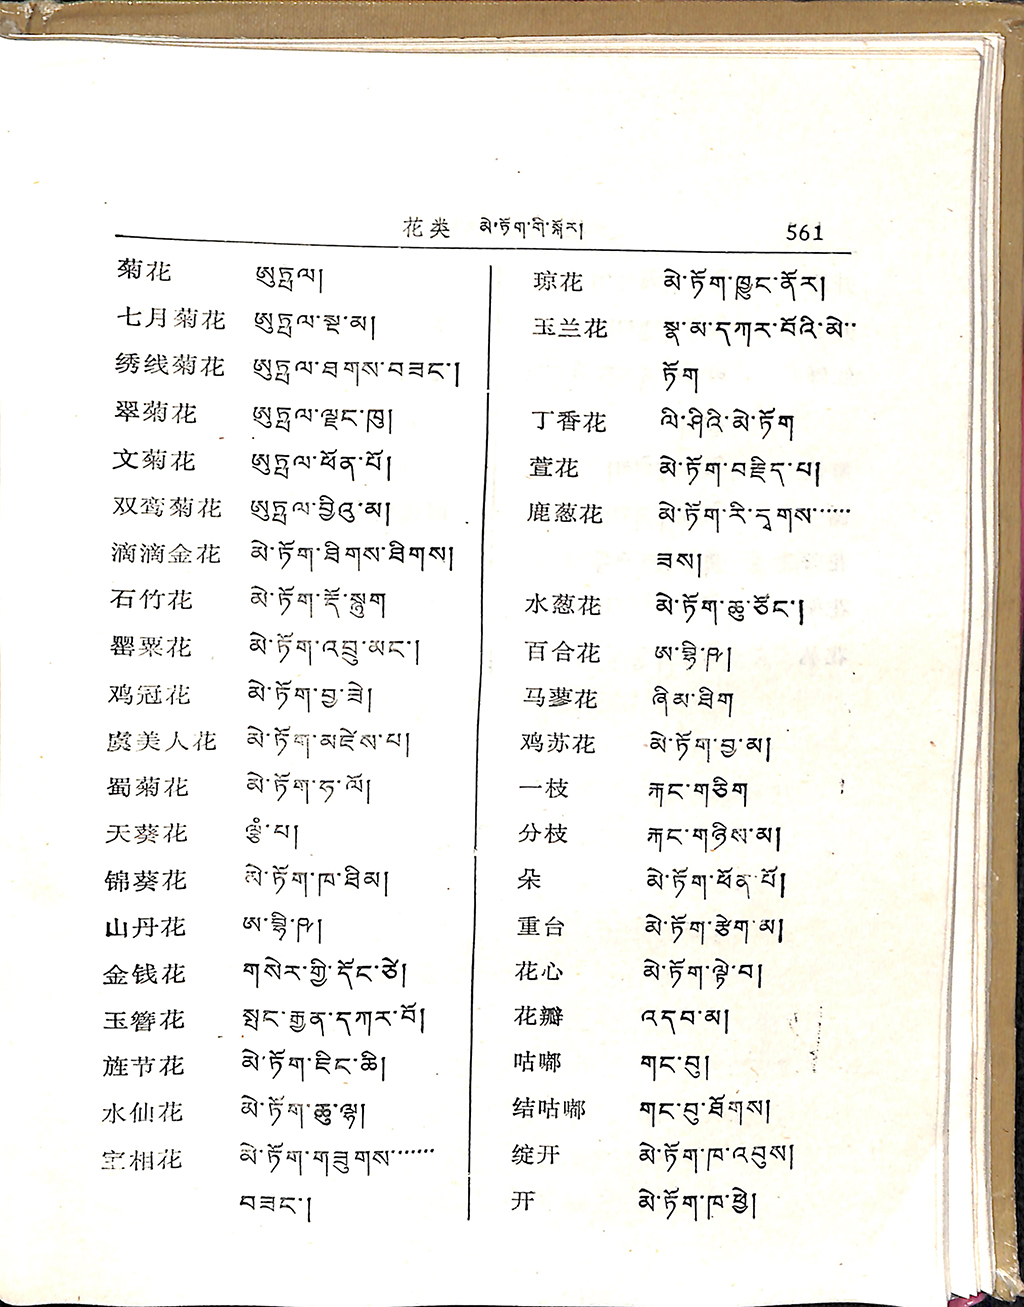 花类 མེ་ཏོག་གི་སྐོར། 561
菊花 ཨུཏྤལ།
七月菊花 ཨུཏྤལ་སྔ་མ།
绣线菊花 ཨུཏྤལ་ཐགས་བཟང་།
翠菊花 ཨུཏྤལ་ལྗང་ཁུ།
文菊花 ཨུཏྤལ་ཕོན་པོ།
双鸾菊花 ཨུཏྤལ་བྱིའུ་མ།
滴滴金花 མེ་ཏོག་ཐིགས་ཐིགས།
石竹花 མེ་ཏོག་རྡོ་སྨྱུག
罂粟花 མེ་ཏོག་འབྲུ་མང་།
鸡冠花 མེ་ཏོག་བྱ་ཟེ།
虞美人花 མེ་ཏོག་མཛེས་པ།
蜀菊花 མེ་ཏོག་ཧ་ལོ།
天葵花 པ།
锦葵花 མེ་ཏོག་ཁ་ཐིམ།
山丹花
金钱花 གསེར་གྱི་དོང་ཙེ།
玉簪花 སྤང་རྒྱན་དཀར་པོ།
旌节花 མེ་ཏོག་ཇིང་ཆི།
水仙花 མེ་ཏོག་ཆུ་ལྷ།
宝相花 མེ་ཏོག་གཟུགས་······
བཟང་།
琼花 མེ་ཏོག་ཁྱུང་ནོར།
玉兰花 སྣ་མ་དཀར་པོའི་མེ་··
ཏོག
丁香花 ལི་ཤིའི་མེ་ཏོག
萱花 མེ་ཏོག་བརྗིད་པ།
鹿葱花 མེ་ཏོག་རི་དྭགས་·····
ཟས།
水葱花 མེ་ཏོག་ཆུ་ཙོང་།
百合花
马蓼花 ཞིམ་ཐིག
鸡苏花 མེ་ཏོག་བྱ་མ།
一枝 རྐང་གཅིག
分枝 རྐང་གཉིས་མ།
朵 མེ་ཏོག་ཕོན་པོ།
重台 མེ་ཏོག་རྩེག་མ།
花心 མེ་ཏོག་ལྟེ་བ།
花瓣 འདབ་མ།
咕嘟 གང་བུ།
结咕嘟 གང་བུ་ཐོགས།
绽开 མེ་ཏོག་ཁ་འབུས།
开 མེ་ཏོག་ཁ་ཕྱེ།